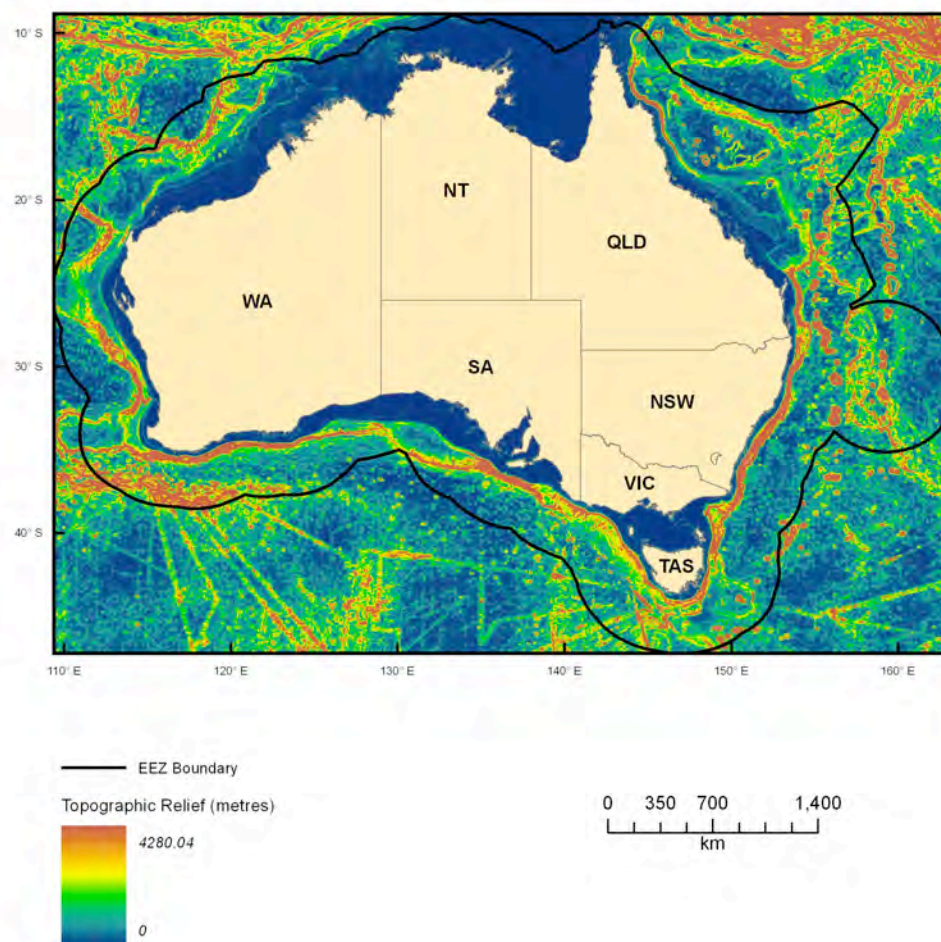 10° S
20° S
30° S
40° S
NT
QLD
WA
SA
NSW
VIC
TAS
110° E 120° E 130° E 140° E 150° E 160° E
EEZ Boundary
Topographic Relief (metres)
4280.04
0
0 350 700 1,400
km